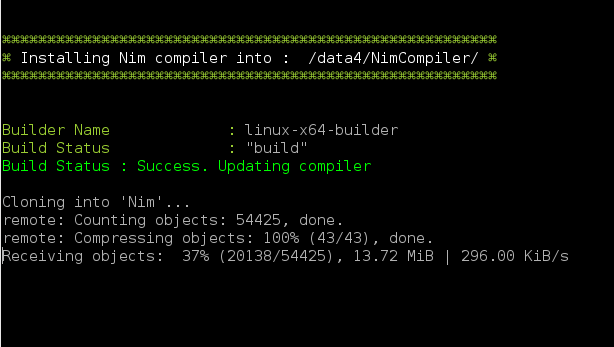 ⌘⌘⌘⌘⌘⌘⌘⌘⌘⌘⌘⌘⌘⌘⌘⌘⌘⌘⌘⌘⌘⌘⌘⌘⌘⌘⌘⌘⌘⌘⌘⌘⌘⌘⌘⌘⌘⌘⌘⌘⌘⌘⌘⌘⌘⌘⌘⌘⌘⌘⌘⌘⌘⌘⌘
⌘ Installing Nim compiler into :  /data4/NimCompiler/ ⌘
⌘⌘⌘⌘⌘⌘⌘⌘⌘⌘⌘⌘⌘⌘⌘⌘⌘⌘⌘⌘⌘⌘⌘⌘⌘⌘⌘⌘⌘⌘⌘⌘⌘⌘⌘⌘⌘⌘⌘⌘⌘⌘⌘⌘⌘⌘⌘⌘⌘⌘⌘⌘⌘⌘⌘
Builder Name             : linux-x64-builder
Build Status             : "build"
Build Status : Success. Updating compiler
Cloning into 'Nim'...
remote: Counting objects: 54425, done.
remote: Compressing objects: 100% (43/43), done.
Receiving objects:  37% (20138/54425), 13.72 MiB | 296.00 KiB/s